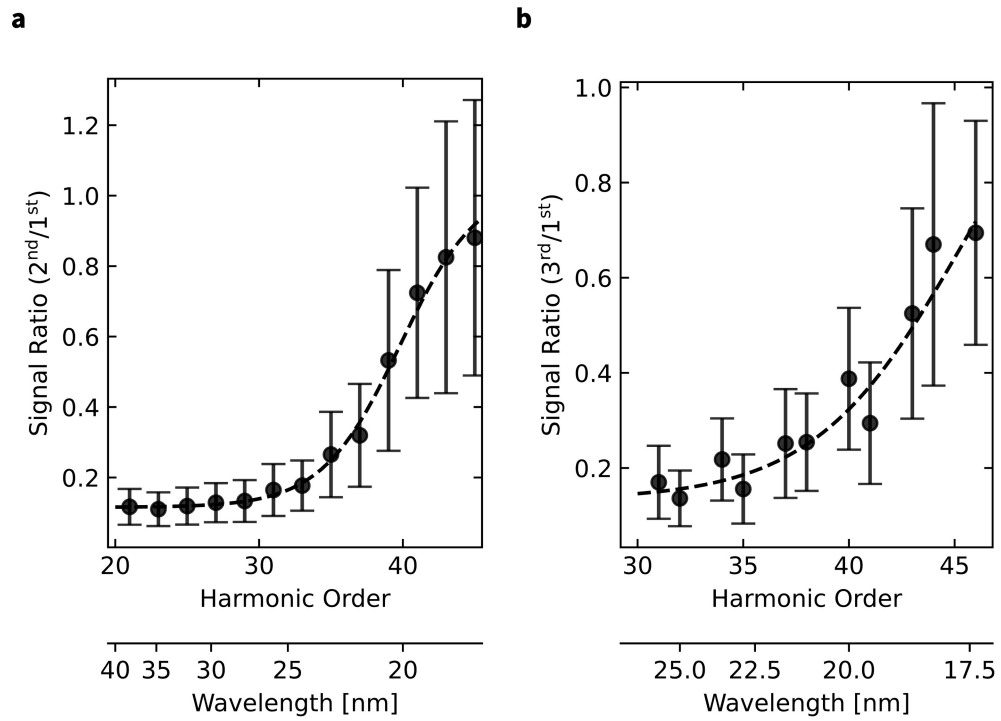 a
b
Signal Ratio (2nd/1st)
1.2
1.0
0.8
0.6
0.4
0.2
20 30 40
Harmonic Order
40 35 30 25 20
Wavelength [nm]
Signal Ratio (3rd/1st)
1.0
0.8
0.6
0.4
0.2
30 35 40 45
Harmonic Order
25.0 22.5 20.0 17.5
Wavelength [nm]